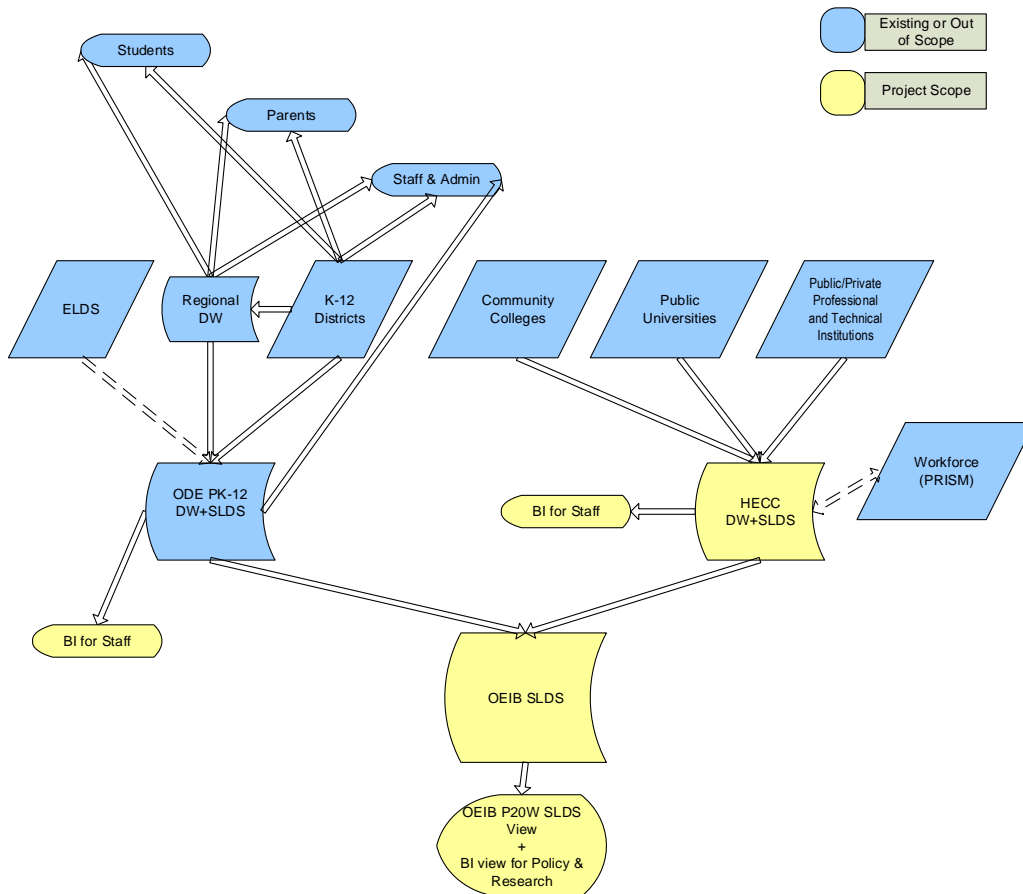 Existing or Out
of Scope
Project Scope
Students
Parents
Staff & Admin
ELDS
Regional
DW
K-12
Districts
Community
Colleges
Public
Universities
Public/Private
Professional
and Technical
Institutions
ODE PK-12
DW+SLDS
BI for Staff
HECC
DW+SLDS
Workforce
(PRISM)
BI for Staff
OEIB SLDS
OEIB P20W SLDS
View
+
BI view for Policy &
Research